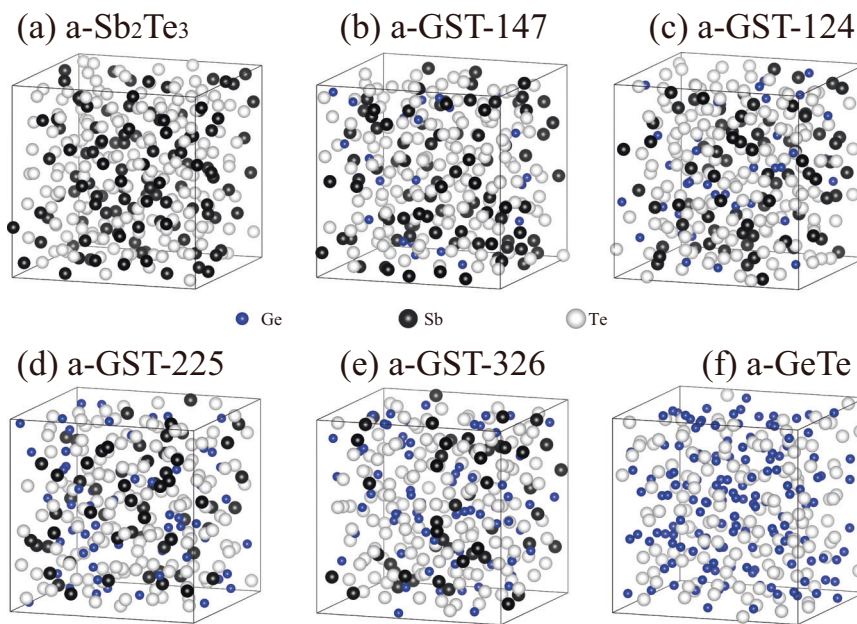 (a) a-Sb₂Te₃
(b) a-GST-147
(c) a-GST-124
Ge
Sb
Te
(d) a-GST-225
(e) a-GST-326
(f) a-GeTe